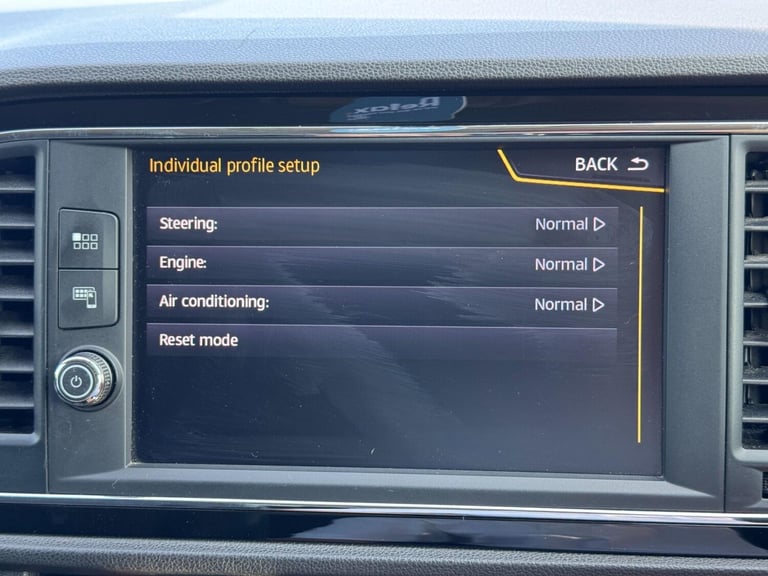 Individual profile setup
BACK
Steering: Normal
Engine: Normal
Air conditioning: Normal
Reset mode